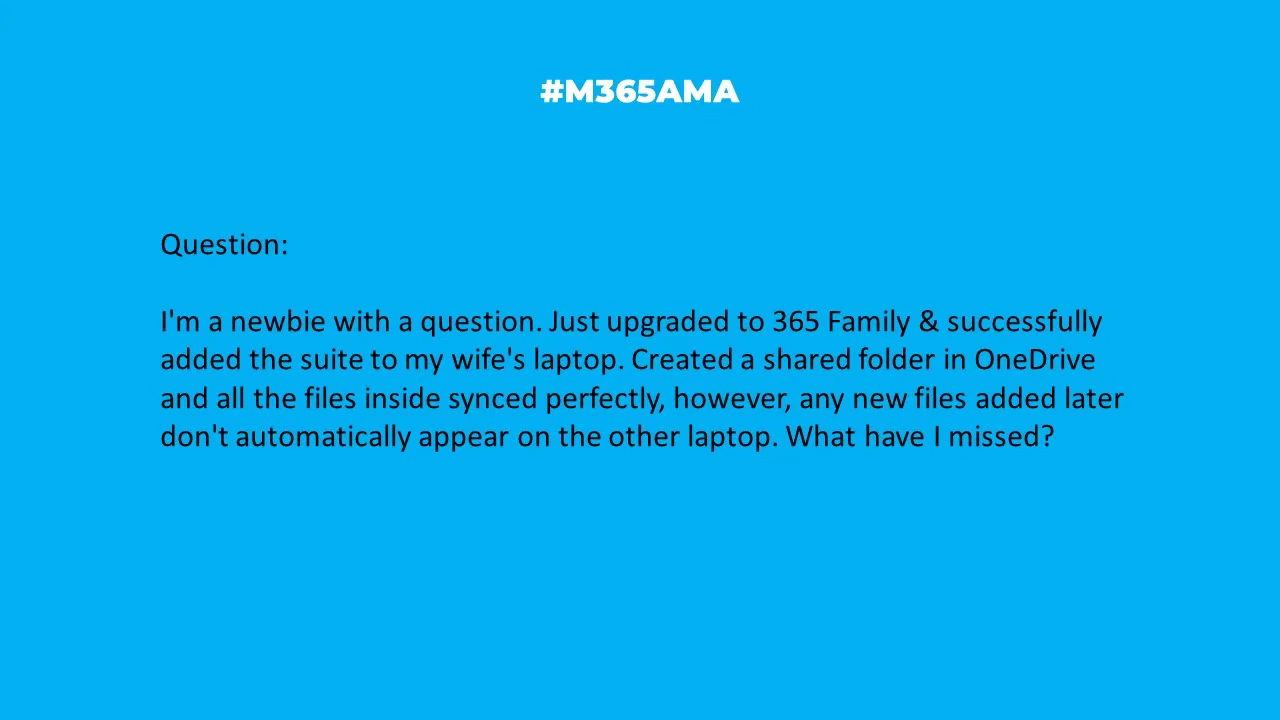 #M365AMA
Question:
I'm a newbie with a question. Just upgraded to 365 Family & successfully
added the suite to my wife's laptop. Created a shared folder in OneDrive
and all the files inside synced perfectly, however, any new files added later
don't automatically appear on the other laptop. What have I missed?